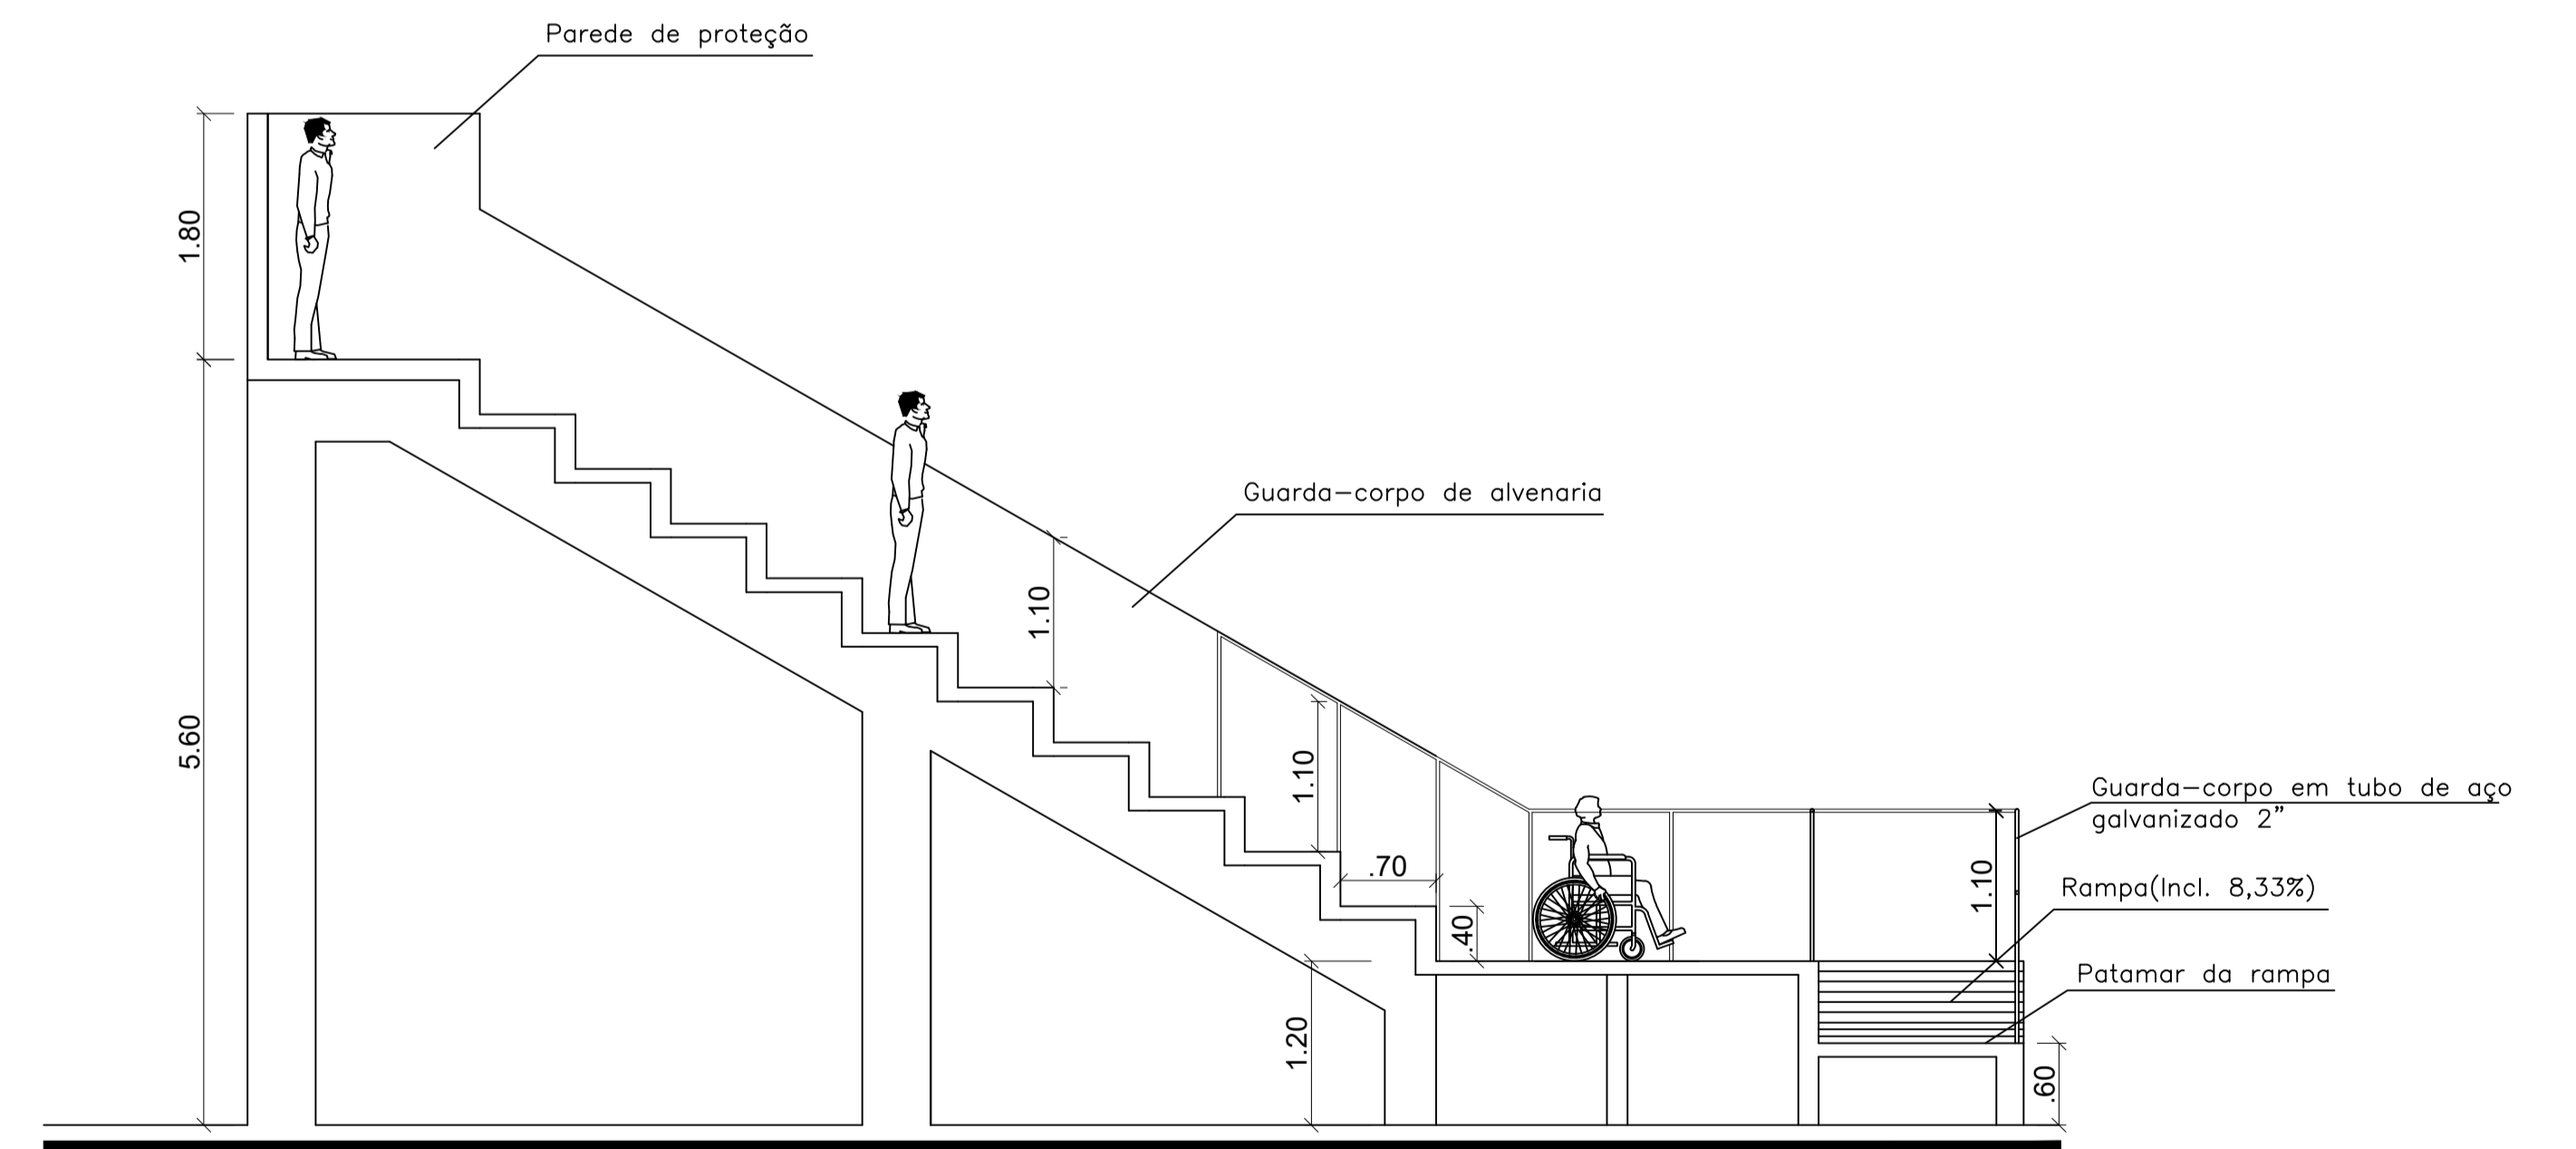 Parede de proteção
1.80
Guarda-corpo de alvenaria
1.10
5.60
1.10
.70
Guarda-corpo em tubo de aço
galvanizado 2"
1.10
Rampa(Incl. 8,33%)
.40
Patamar da rampa
1.20
.60